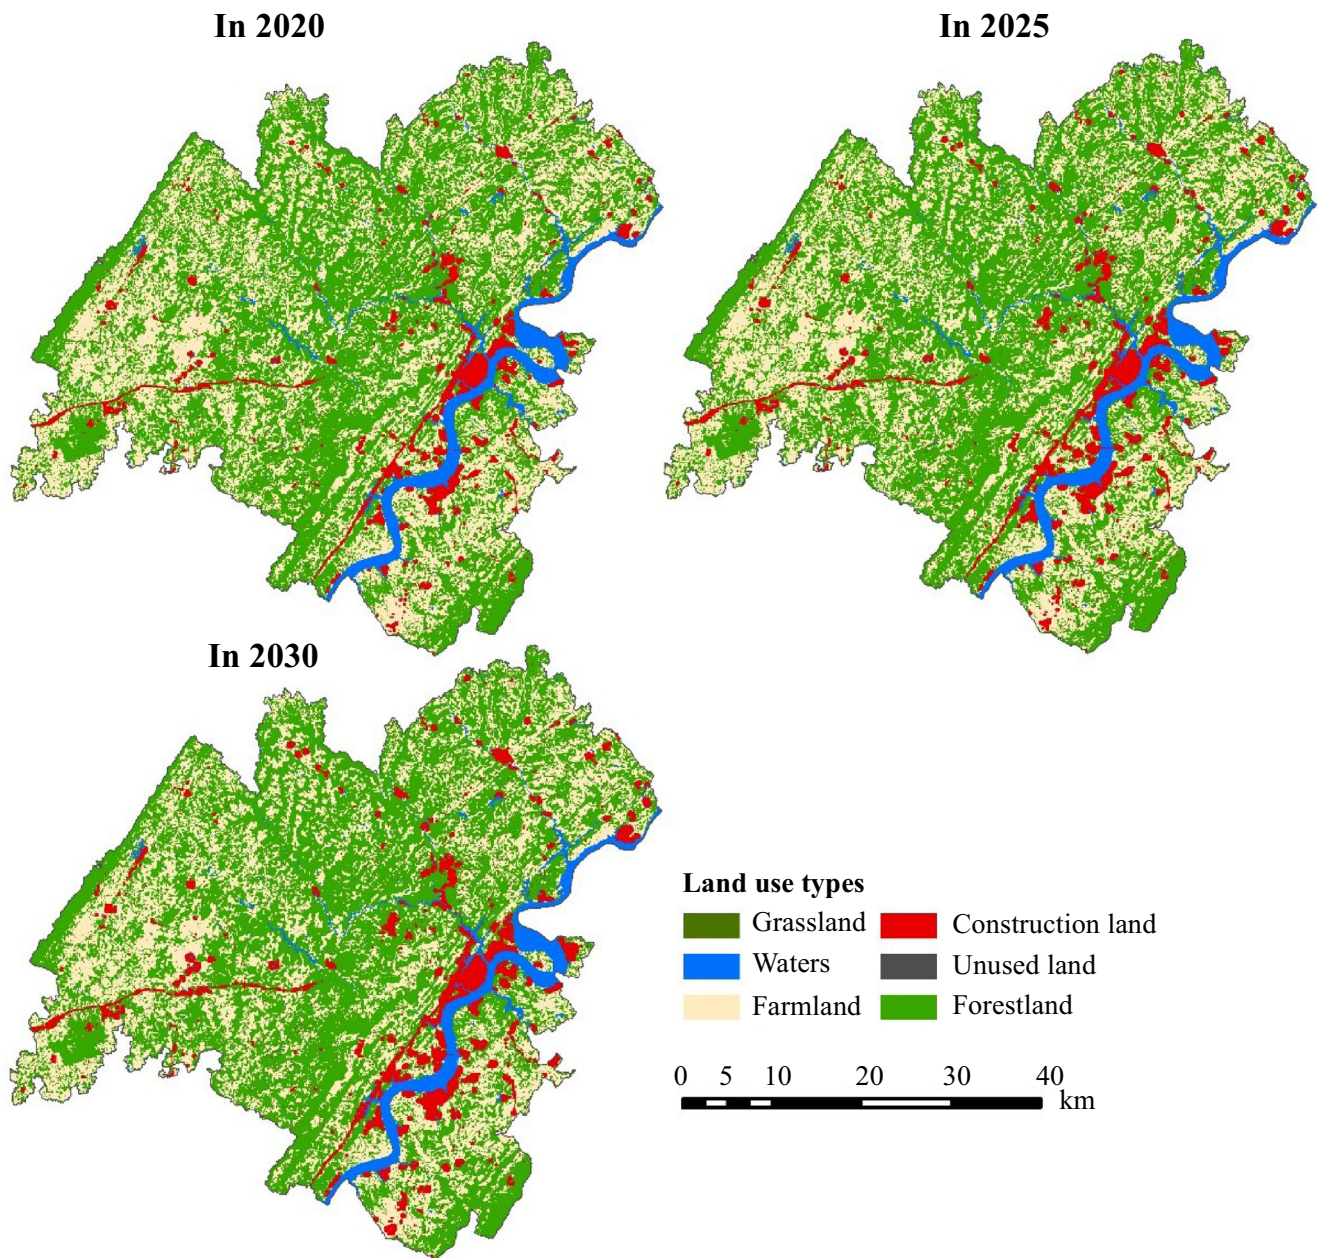 In 2020
In 2025
In 2030
Land use types
Grassland
Construction land
Waters
Unused land
Farmland
Forestland
0 5 10 20 30 40
km